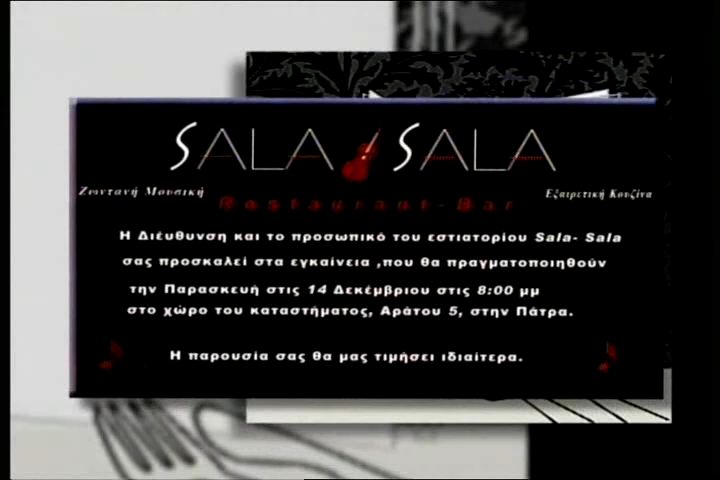 SALA SALA
Ζωντανή Μουσική
Εξαιρετική Κουζίνα
Restaurant - Bar
Η Διέυθυνση και το προσωπικό του εστιατορίου Sala- Sala
σας προσκαλεί στα εγκαίνεια ,που θα πραγματοποιηθούν
την Παρασκευή στις 14 Δεκέμβριου στις 8:00 μμ
στο χώρο του καταστήματος, Αράτου 5, στην Πάτρα.
Η παρουσία σας θα μας τιμήσει ιδιαίτερα.